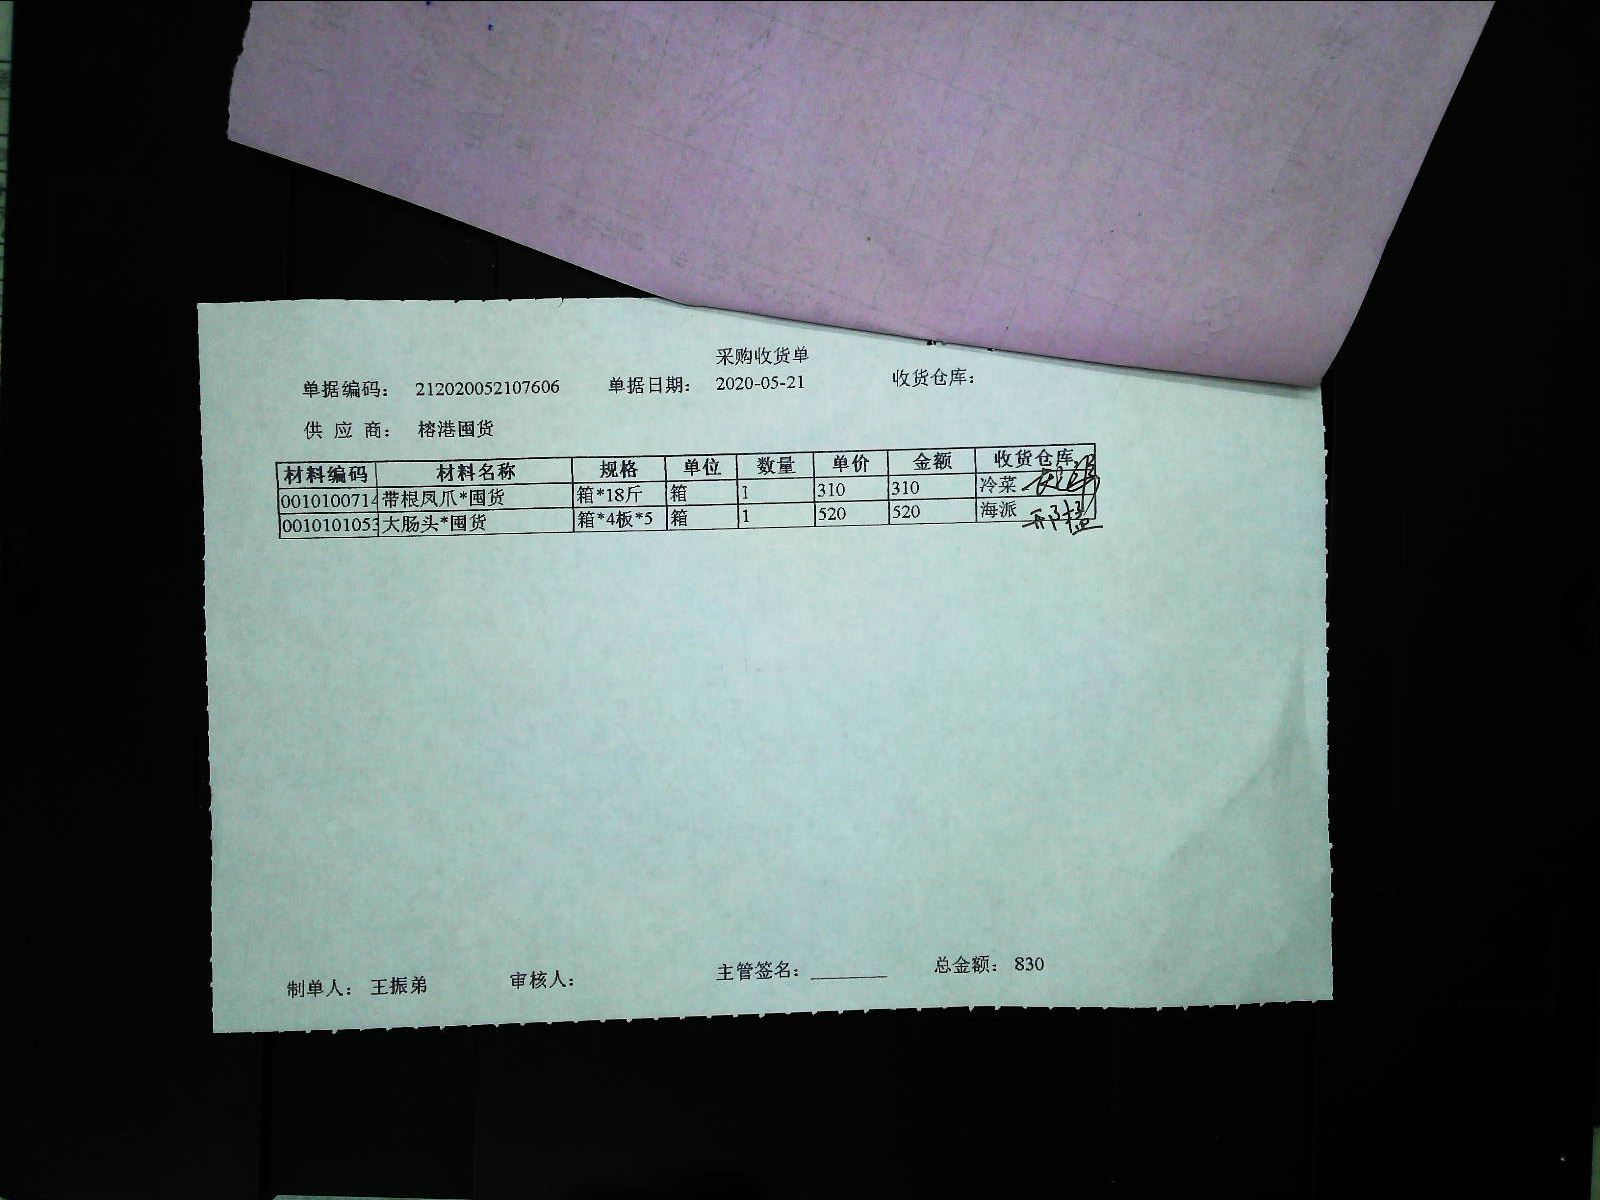 采购收货单
单据编码： 212020052107606 单据日期： 2020-05-21 收货仓库：
供 应 商： 榕港囤货
材料编码 材料名称 规格 单位 数量 单价 金额 收货仓库
0010100714 带根凤爪*囤货 箱*18斤 箱 1 310 310 冷菜
0010101053 大肠头*囤货 箱*4板*5 箱 1 520 520 海派
制单人： 王振弟 审核人： 主管签名： ________ 总金额： 830